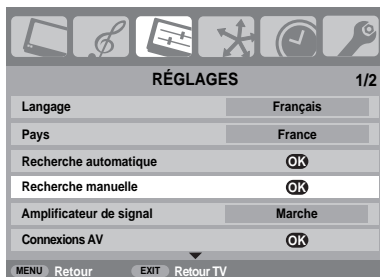 RÉGLAGES 1/2
Langage Français
Pays France
Recherche automatique OK
Recherche manuelle OK
Amplificateur de signal Marche
Connexions AV OK
MENU Retour EXIT Retour TV